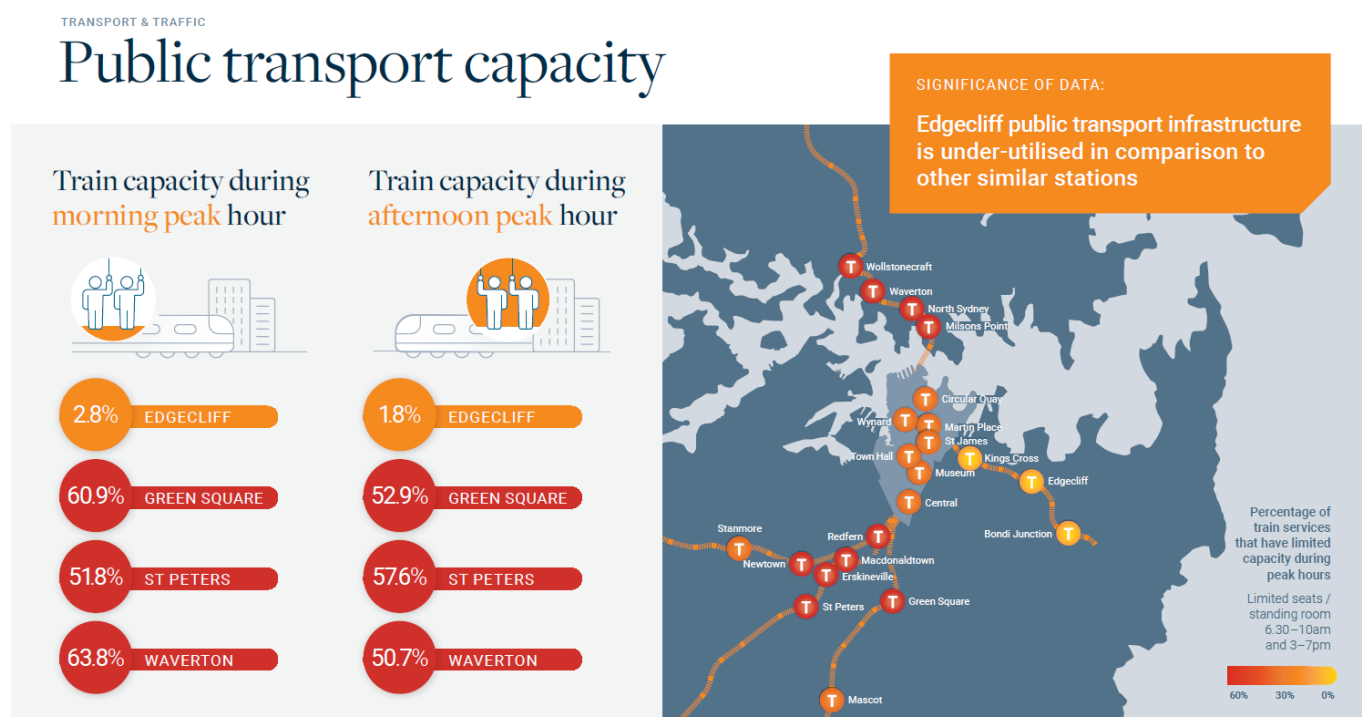 TRANSPORT & TRAFFIC
Public transport capacity
SIGNIFICANCE OF DATA:
Edgecliff public transport infrastructure
is under-utilised in comparison to
other similar stations
Train capacity during
morning peak hour
2.8% EDGECLIFF
60.9% GREEN SQUARE
51.8% ST PETERS
63.8% WAVERTON
Train capacity during
afternoon peak hour
1.8% EDGECLIFF
52.9% GREEN SQUARE
57.6% ST PETERS
50.7% WAVERTON
T Wollstonecraft
T Waverton
T North Sydney
T Milsons Point
T Circular Quay
Wynyard T
T Martin Place
T St James
Town Hall T
T Kings Cross
T Museum
T Edgecliff
T Central
Bondi Junction T
Stanmore
T
Redfern T
Newtown T
T Macdonaldtown
T Erskineville
T St Peters
T Green Square
T Mascot
Percentage of
train services
that have limited
capacity during
peak hours
Limited seats /
standing room
6.30–10am
and 3–7pm
60% 30% 0%